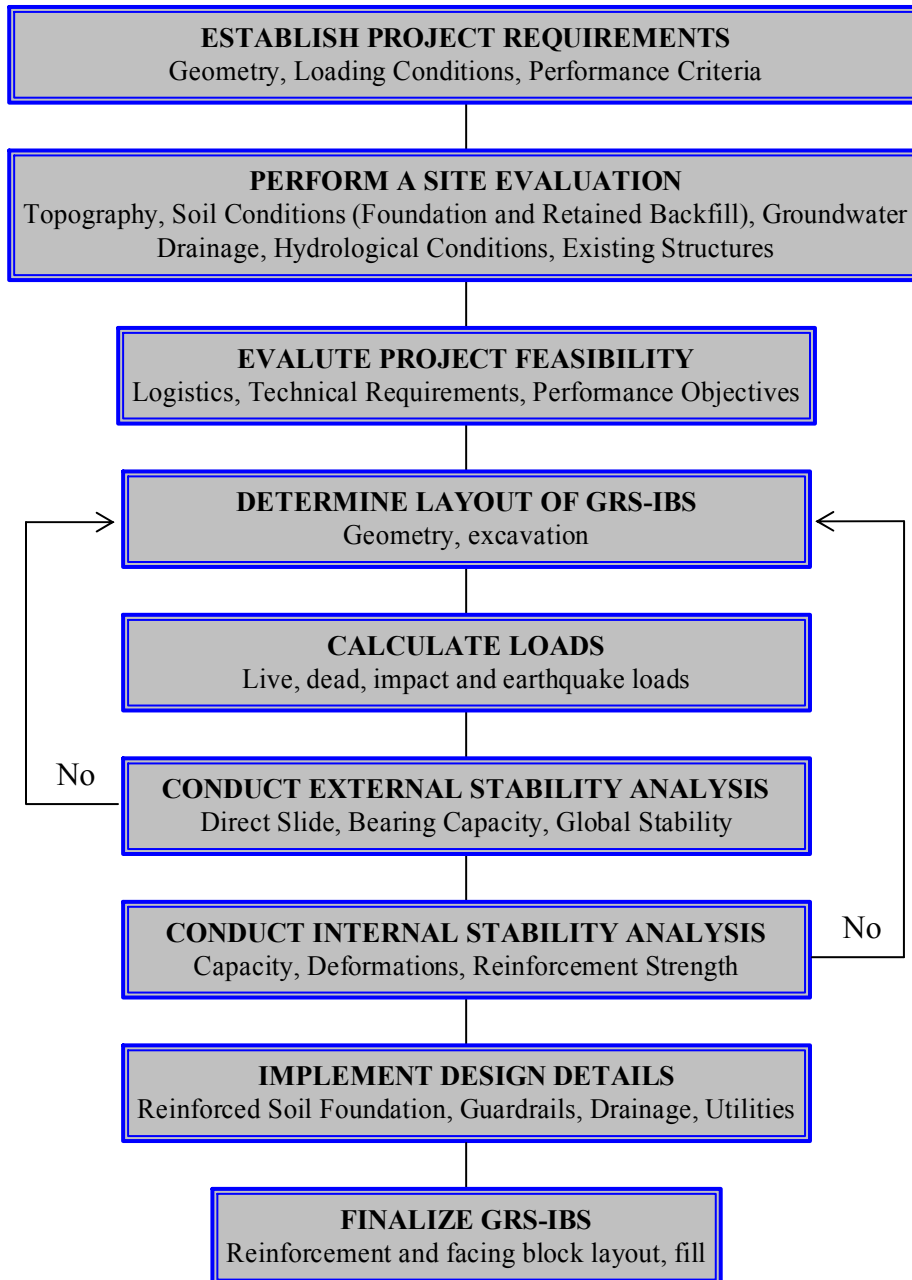 ESTABLISH PROJECT REQUIREMENTS
Geometry, Loading Conditions, Performance Criteria
PERFORM A SITE EVALUATION
Topography, Soil Conditions (Foundation and Retained Backfill), Groundwater
Drainage, Hydrological Conditions, Existing Structures
EVALUTE PROJECT FEASIBILITY
Logistics, Technical Requirements, Performance Objectives
DETERMINE LAYOUT OF GRS-IBS
Geometry, excavation
CALCULATE LOADS
Live, dead, impact and earthquake loads
No
CONDUCT EXTERNAL STABILITY ANALYSIS
Direct Slide, Bearing Capacity, Global Stability
CONDUCT INTERNAL STABILITY ANALYSIS
Capacity, Deformations, Reinforcement Strength
No
IMPLEMENT DESIGN DETAILS
Reinforced Soil Foundation, Guardrails, Drainage, Utilities
FINALIZE GRS-IBS
Reinforcement and facing block layout, fill